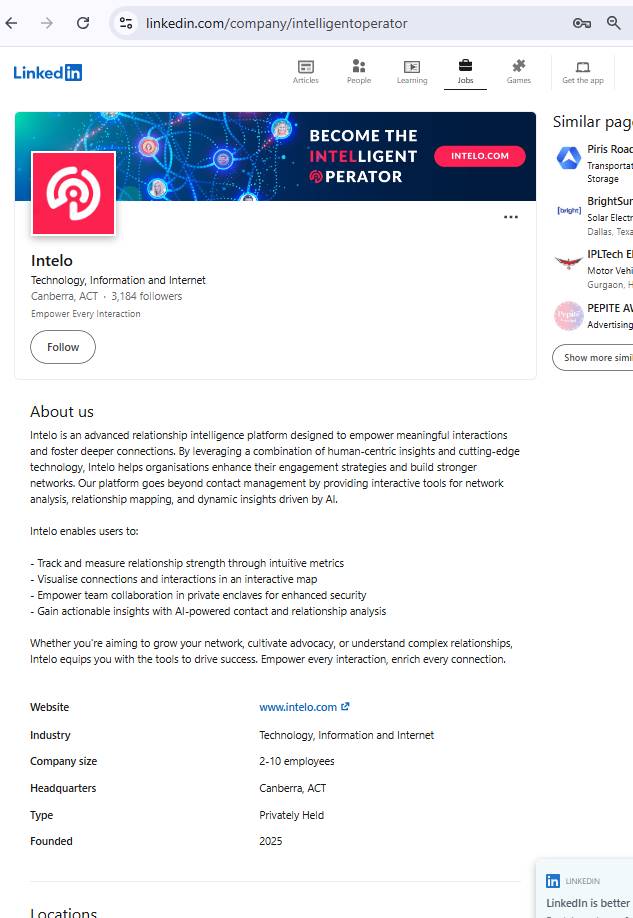 linkedin.com/company/intelligentoperator
Linkedin
Articles
People
Learning
Jobs
Games
Get the app
BECOME THE
INTELLIGENT
OPERATOR
INTELO.COM
Intelo
Technology, Information and Internet
Canberra, ACT · 3,184 followers
Empower Every Interaction
Follow
Similar
Piris
Transportat
Storage
[bright]
Solar Electr
Dallas,
IPLTech
Motor
Gurgaon,
Pepite
PEPITE
Advertising
Show more
About us
Intelo is an advanced relationship intelligence platform designed to empower meaningful interactions
and foster deeper connections. By leveraging a combination of human-centric insights and cutting-edge
technology, Intelo helps organisations enhance their engagement strategies and build stronger
networks. Our platform goes beyond contact management by providing interactive tools for network
analysis, relationship mapping, and dynamic insights driven by AI.
Intelo enables users to:
- Track and measure relationship strength through intuitive metrics
- Visualise connections and interactions in an interactive map
- Empower team collaboration in private enclaves for enhanced security
- Gain actionable insights with AI-powered contact and relationship analysis
Whether you're aiming to grow your network, cultivate advocacy, or understand complex relationships,
Intelo equips you with the tools to drive success. Empower every interaction, enrich every connection.
Website
www.intelo.com
Industry
Technology, Information and Internet
Company size
2-10 employees
Headquarters
Canberra, ACT
Type
Privately Held
Founded
2025
Locations
LINKEDIN
LinkedIn is better